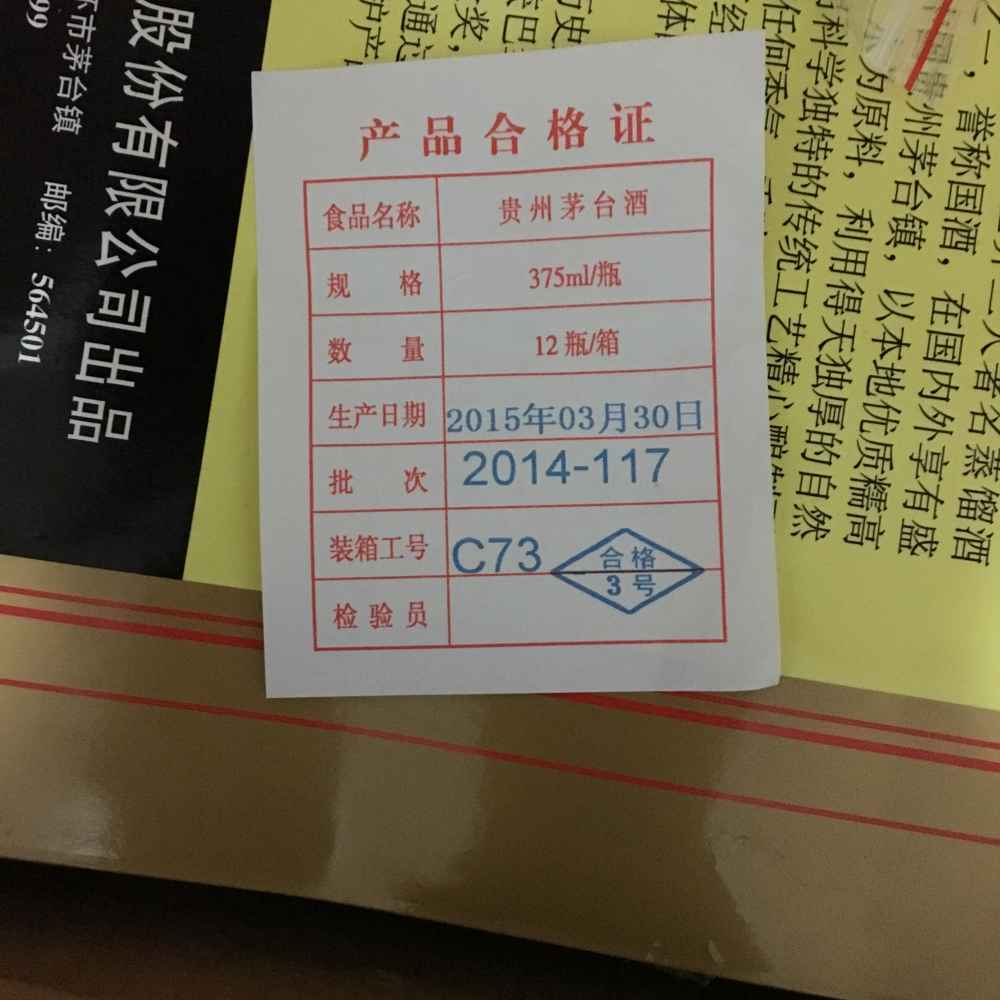 产品合格证
食品名称 贵州茅台酒
规 格 375ml/瓶
数 量 12瓶/箱
生产日期 2015年03月30日
批 次 2014-117
装箱工号 C73
检验员
合格
3号
股份有限公司出品
怀市茅台镇 邮编：564501
誉称国酒，在国内外享有盛
州茅台镇，以本地优质糯高
为原料，利用得天独厚的自然
科学独特的传统工艺精心